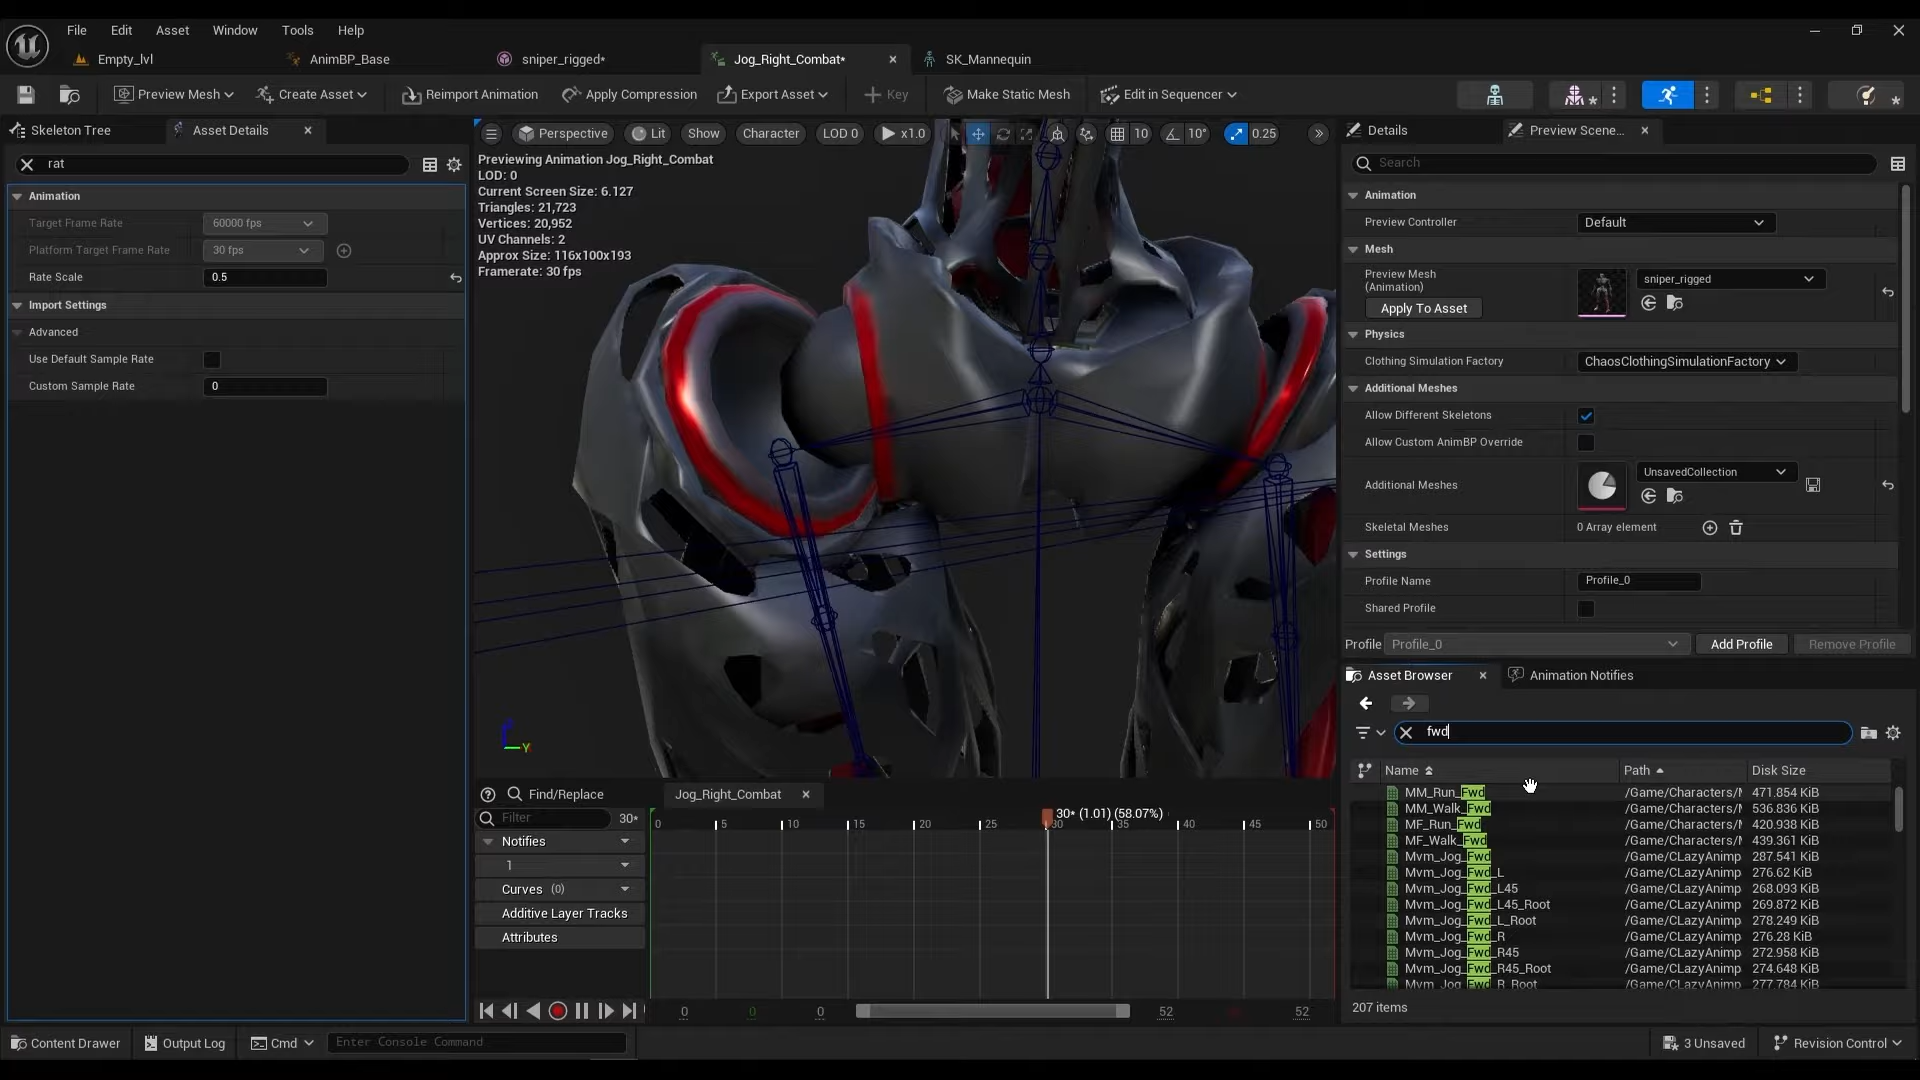 File Edit Asset Window Tools Help
Empty_lvl AnimBP_Base sniper_rigged* Jog_Right_Combat* SK_Mannequin
Preview Mesh Create Asset Reimport Animation Apply Compression Export Asset Key Make Static Mesh Edit in Sequencer
Skeleton Tree Asset Details
rat
Animation
Target Frame Rate 60000 fps
Platform Target Frame Rate 30 fps
Rate Scale 0.5
Import Settings
Advanced
Use Default Sample Rate
Custom Sample Rate 0
Perspective Lit Show Character LOD 0 x1.0 10 10° 0.25
Previewing Animation Jog_Right_Combat
LOD: 0
Current Screen Size: 6.127
Triangles: 21,723
Vertices: 20,952
UV Channels: 2
Approx Size: 116x100x193
Framerate: 30 fps
Y
Find/Replace Jog_Right_Combat
Filter 30* 0 5 10 15 20 25 30 35 40 45 50
30* (1.01) (58.07%)
Notifies
1
Curves (0)
Additive Layer Tracks
Attributes
0 0 0 52 52
Details Preview Scene...
Search
Animation
Preview Controller Default
Mesh
Preview Mesh (Animation) sniper_rigged
Apply To Asset
Physics
Clothing Simulation Factory ChaosClothingSimulationFactory
Additional Meshes
Allow Different Skeletons
Allow Custom AnimBP Override
Additional Meshes UnsavedCollection
Skeletal Meshes 0 Array element
Settings
Profile Name Profile_0
Shared Profile
Profile Profile_0 Add Profile Remove Profile
Asset Browser Animation Notifies
fwd
Name Path Disk Size
MM_Run_Fwd /Game/Characters/ 471.854 KiB
MM_Walk_Fwd /Game/Characters/ 536.836 KiB
MF_Run_Fwd /Game/Characters/ 420.938 KiB
MF_Walk_Fwd /Game/Characters/ 439.361 KiB
Mvm_Jog_Fwd /Game/CLazyAnimp 287.541 KiB
Mvm_Jog_Fwd_L /Game/CLazyAnimp 276.62 KiB
Mvm_Jog_Fwd_L45 /Game/CLazyAnimp 268.093 KiB
Mvm_Jog_Fwd_L45_Root /Game/CLazyAnimp 269.872 KiB
Mvm_Jog_Fwd_L_Root /Game/CLazyAnimp 278.249 KiB
Mvm_Jog_Fwd_R /Game/CLazyAnimp 276.28 KiB
Mvm_Jog_Fwd_R45 /Game/CLazyAnimp 272.958 KiB
Mvm_Jog_Fwd_R45_Root /Game/CLazyAnimp 274.648 KiB
Mvm_Jog_Fwd_R_Root /Game/CLazyAnimp 277.784 KiB
207 items
Content Drawer Output Log Cmd Enter Console Command 3 Unsaved Revision Control